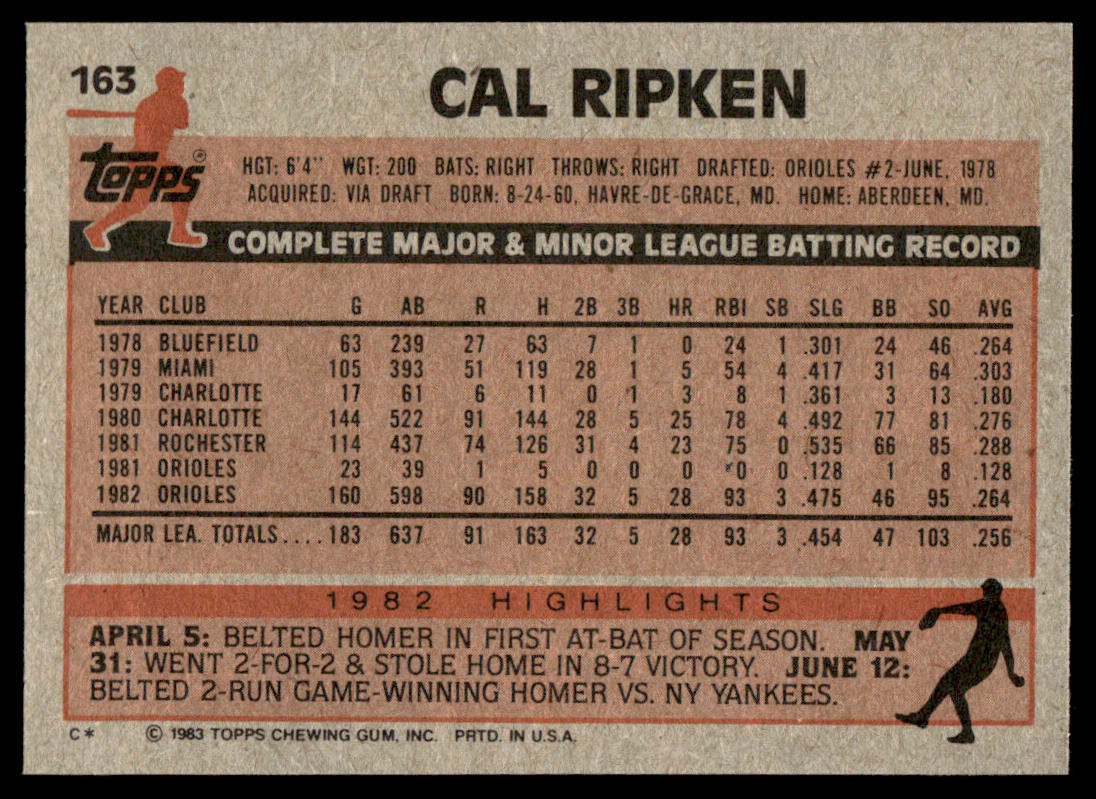 163
CAL RIPKEN
TOPPS®
HGT: 6'4" WGT: 200 BATS: RIGHT THROWS: RIGHT DRAFTED: ORIOLES #2-JUNE, 1978
ACQUIRED: VIA DRAFT BORN: 8-24-60, HAVRE-DE-GRACE, MD. HOME: ABERDEEN, MD.
COMPLETE MAJOR & MINOR LEAGUE BATTING RECORD
YEAR CLUB G AB R H 2B 3B HR RBI SB SLG BB SO AVG
1978 BLUEFIELD 63 239 27 63 7 1 0 24 1 .301 24 46 .264
1979 MIAMI 105 393 51 119 28 1 5 54 4 .417 31 64 .303
1979 CHARLOTTE 17 61 6 11 0 1 3 8 1 .361 3 13 .180
1980 CHARLOTTE 144 522 91 144 28 5 25 78 4 .492 77 81 .276
1981 ROCHESTER 114 437 74 126 31 4 23 75 0 .535 66 85 .288
1981 ORIOLES 23 39 1 5 0 0 0 0 0 .128 1 8 .128
1982 ORIOLES 160 598 90 158 32 5 28 93 3 .475 46 95 .264
MAJOR LEA. TOTALS....183 637 91 163 32 5 28 93 3 .454 47 103 .256
1982 HIGHLIGHTS
APRIL 5: BELTED HOMER IN FIRST AT-BAT OF SEASON. MAY
31: WENT 2-FOR-2 & STOLE HOME IN 8-7 VICTORY. JUNE 12:
BELTED 2-RUN GAME-WINNING HOMER VS. NY YANKEES.
C* © 1983 TOPPS CHEWING GUM, INC. PRTD. IN U.S.A.